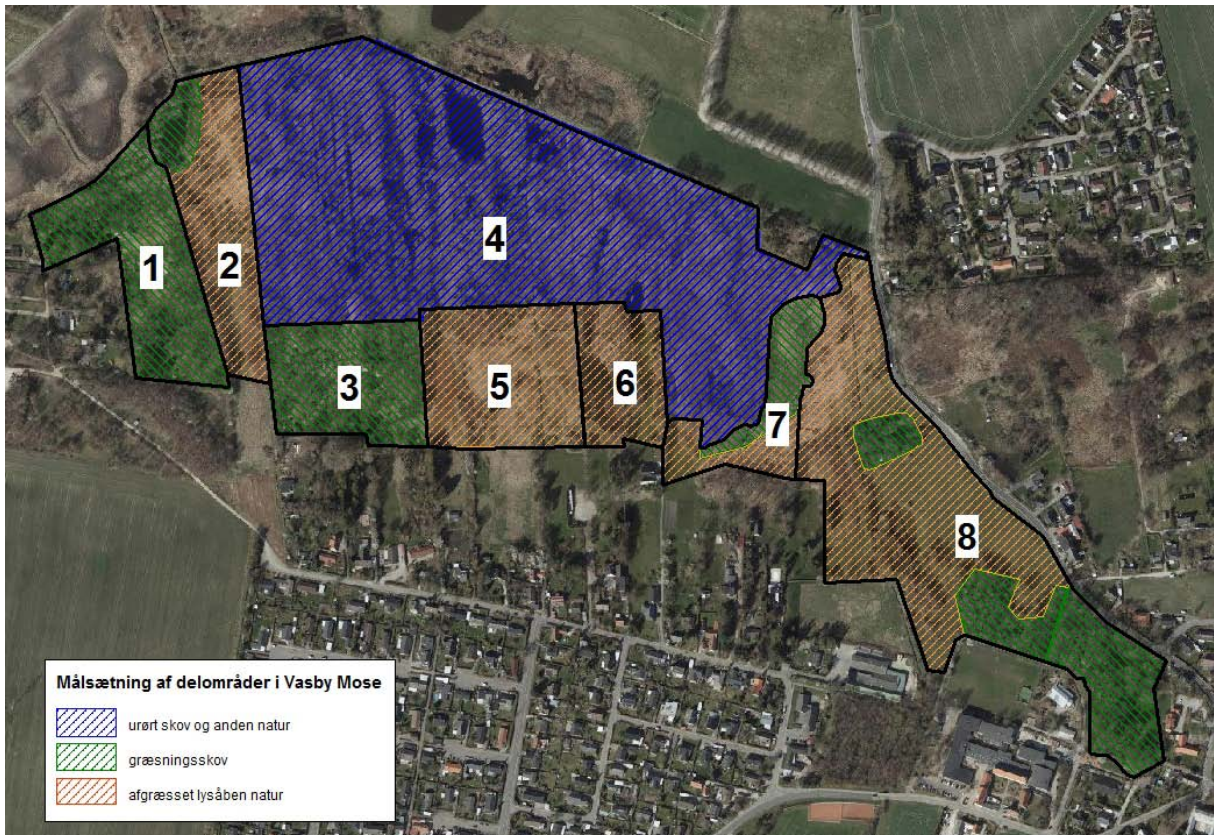 1
2
3
4
5
6
7
8
Målsætning af delområder i Vasby Mose
urørt skov og anden natur
græsningsskov
afgræsset lysåben natur